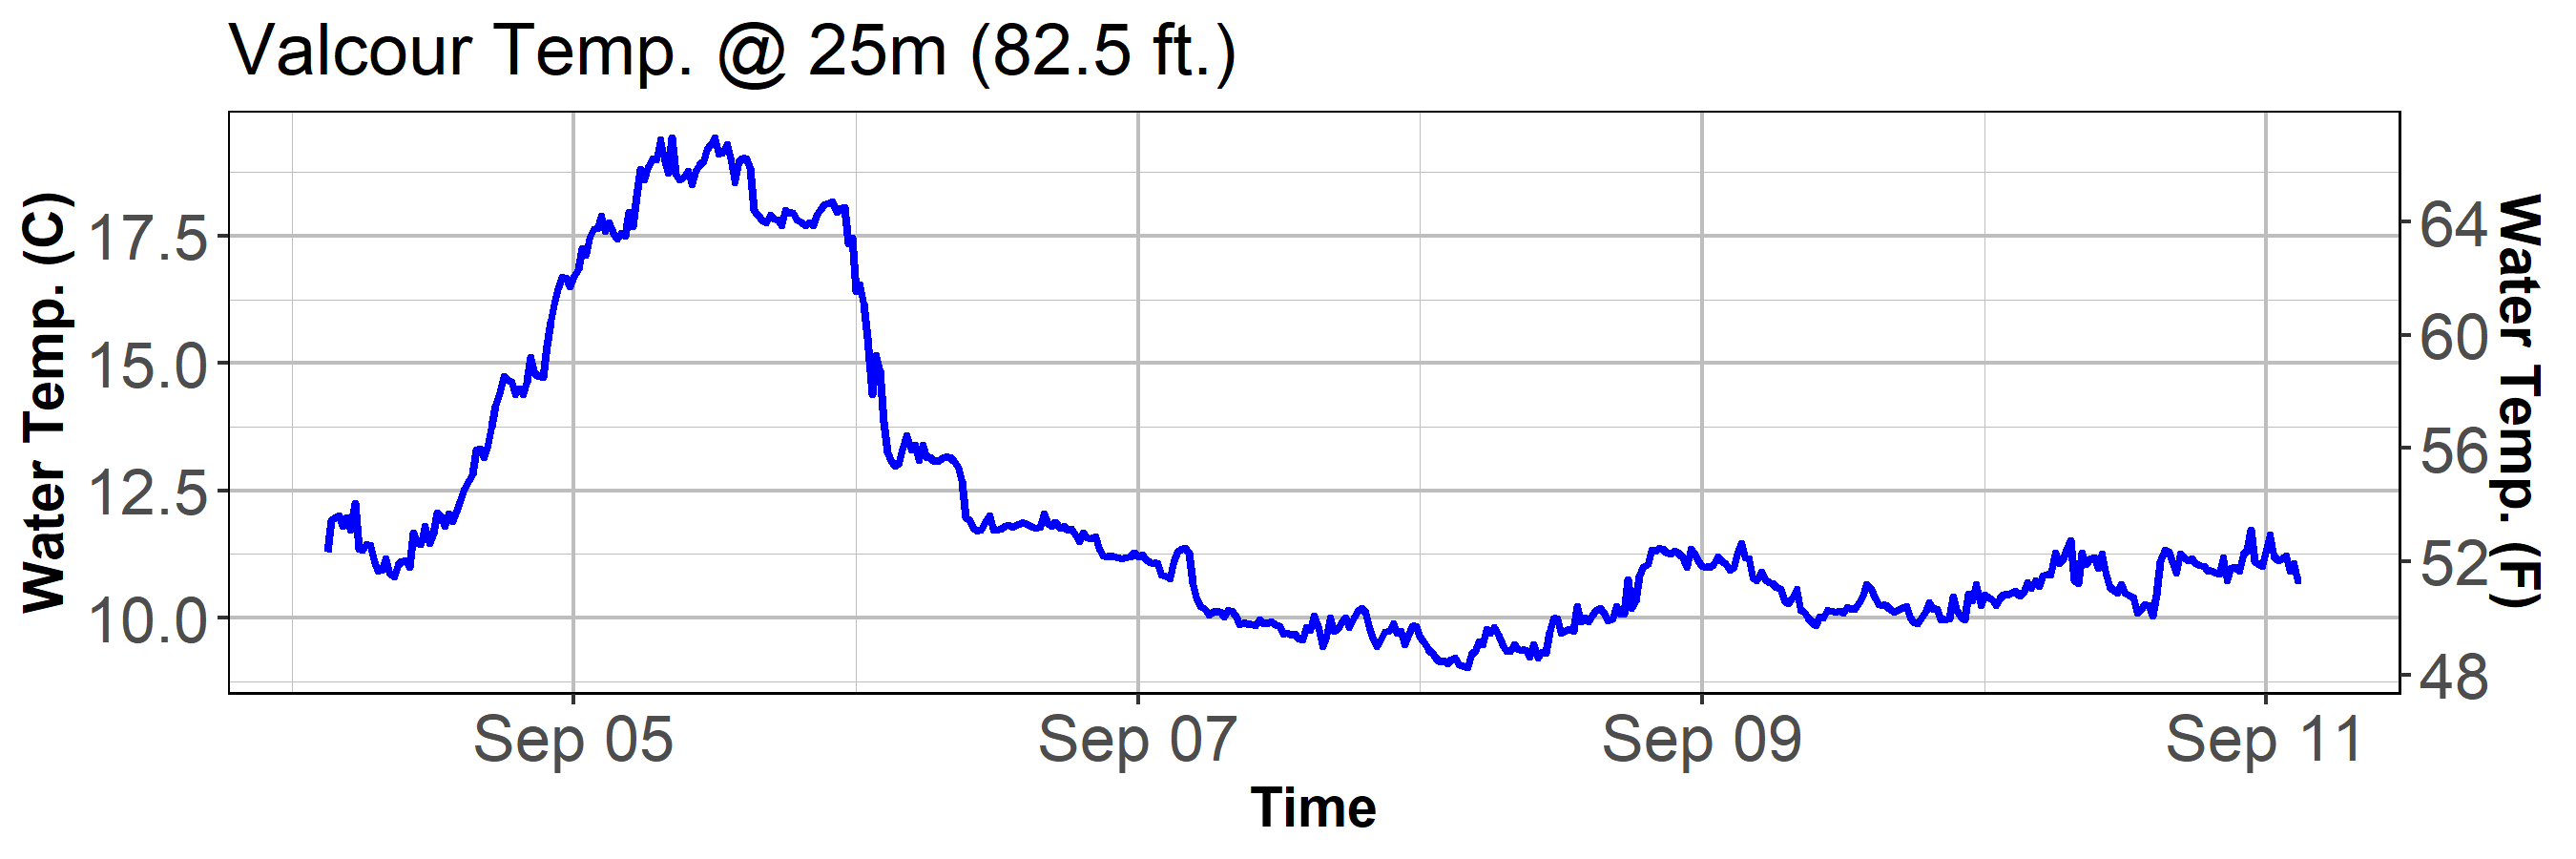 Valcour Temp. @ 25m (82.5 ft.)
Water Temp. (C)
17.5
15.0
12.5
10.0
64
60
56
52
48
Water Temp. (F)
Sep 05
Sep 07
Sep 09
Sep 11
Time